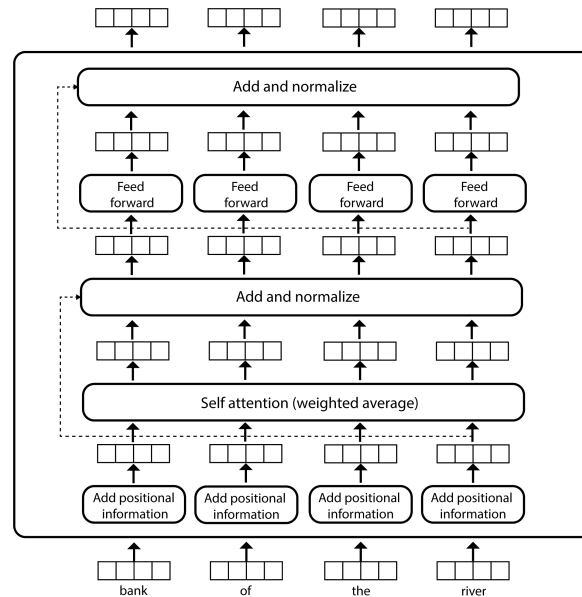 Add and normalize
Feed Feed Feed Feed
forward forward forward forward
Add and normalize
Self attention (weighted average)
Add positional Add positional Add positional Add positional
information information information information
bank of the river